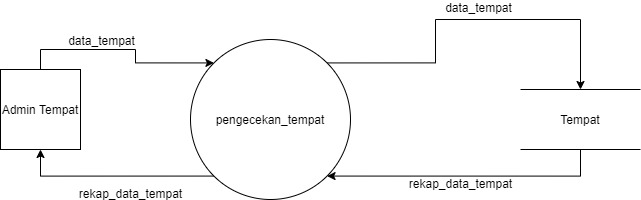 data_tempat
data_tempat
Admin Tempat
pengecekan_tempat
Tempat
rekap_data_tempat
rekap_data_tempat